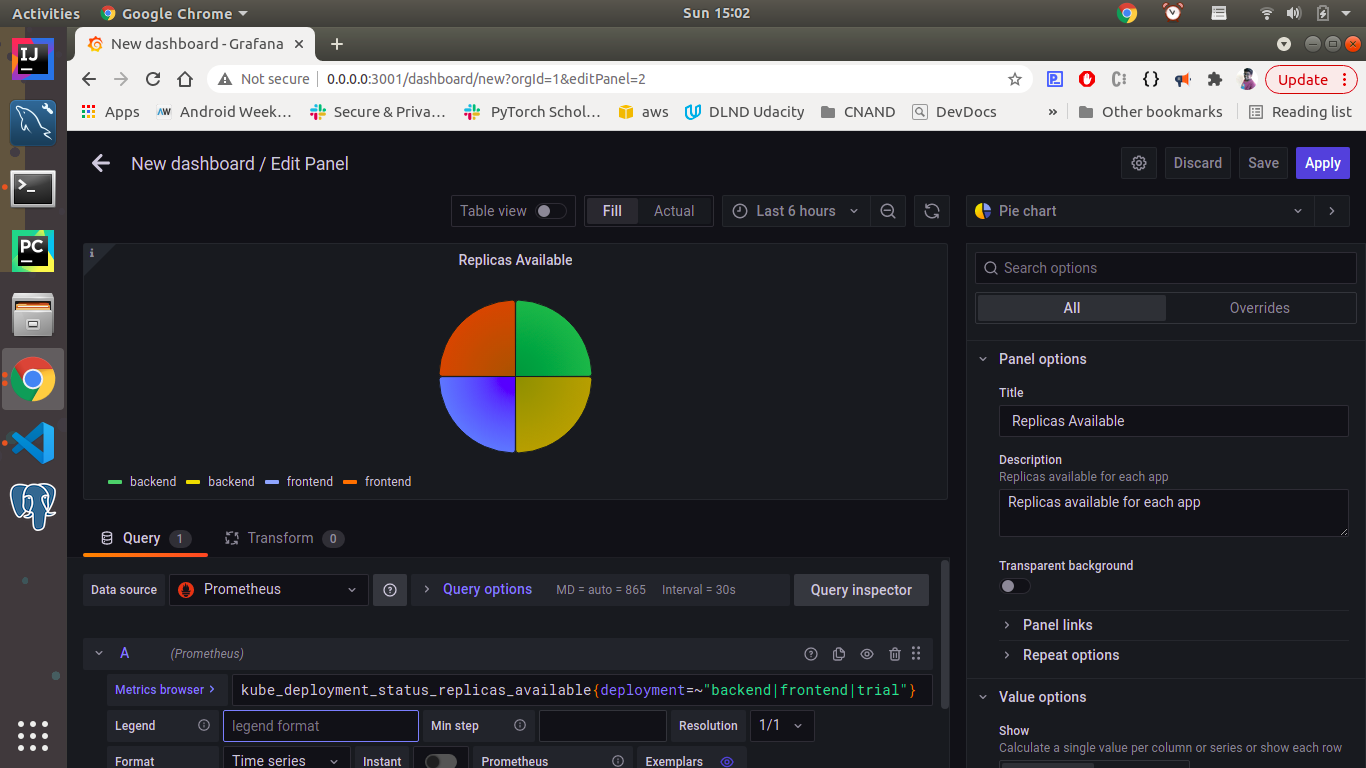 Activities Google Chrome Sun 15:02
New dashboard - Grafana
Not secure 0.0.0.0:3001/dashboard/new?orgId=1&editPanel=2 Update
Apps AW Android Week... Secure & Priva... PyTorch Schol... aws DLND Udacity CNAND DevDocs » Other bookmarks Reading list
New dashboard / Edit Panel Discard Save Apply
Table view Fill Actual Last 6 hours Pie chart
i Replicas Available
Search options
All Overrides
Panel options
Title
Replicas Available
Description
Replicas available for each app
Replicas available for each app
backend backend frontend frontend
Query 1 Transform 0
Transparent background
Data source Prometheus Query options MD = auto = 865 Interval = 30s Query inspector
Panel links
A (Prometheus)
Repeat options
Metrics browser > kube_deployment_status_replicas_available{deployment=~"backend|frontend|trial"}
Value options
Legend legend format Min step Resolution 1/1
Show
Calculate a single value per column or series or show each row
Format Time series Instant Prometheus Exemplars
IJ
PC